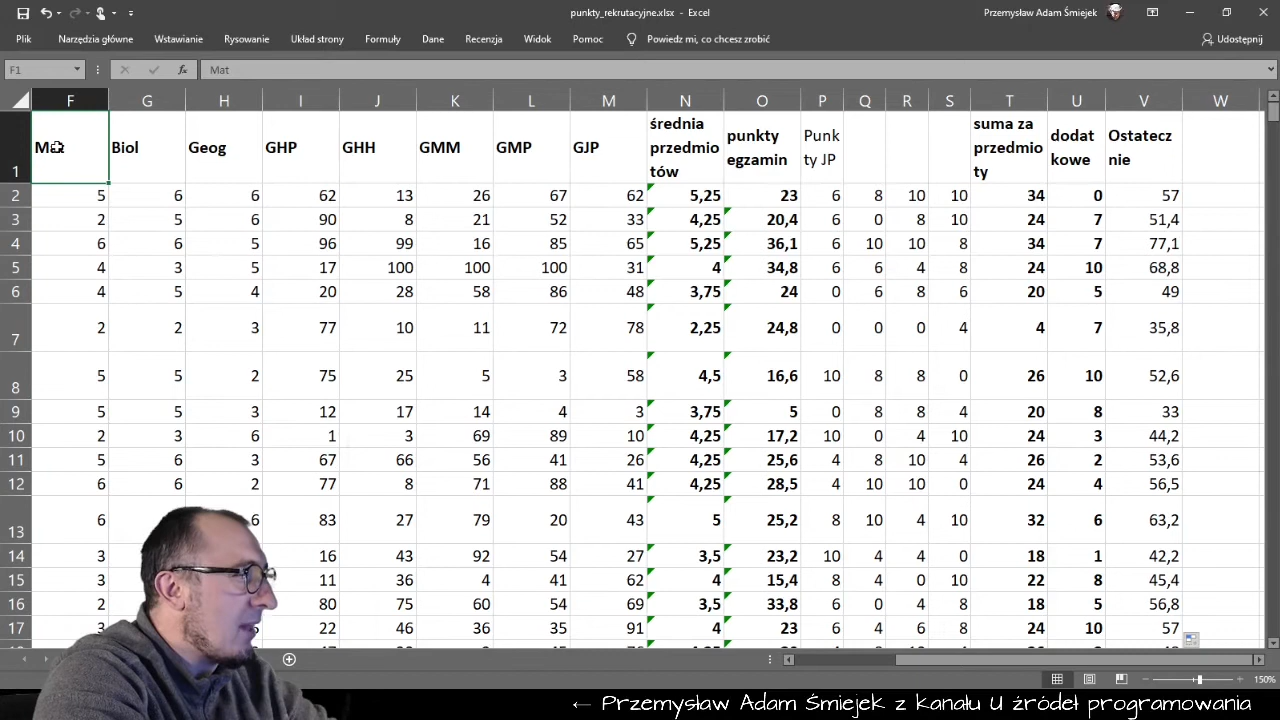 punkty_rekrutacyjne.xlsx - Excel
Przemysław Adam Śmiejek
Plik Narzędzia główne Wstawianie Rysowanie Układ strony Formuły Dane Recenzja Widok Pomoc Powiedz mi, co chcesz zrobić Udostępnij
F1 fx Mat
F G H I J K L M N O P Q R S T U V W
1 Mat Biol Geog GHP GHH GMM GMP GJP średnia przedmiotów punkty egzamin Punkty JP suma za przedmioty dodatkowe Ostatecznie
2 5 6 6 62 13 26 67 62 5,25 23 6 8 10 10 34 0 57
3 2 5 6 90 8 21 52 33 4,25 20,4 6 0 8 10 24 7 51,4
4 6 6 5 96 99 16 85 65 5,25 36,1 6 10 10 8 34 7 77,1
5 4 3 5 17 100 100 100 31 4 34,8 6 6 4 8 24 10 68,8
6 4 5 4 20 28 58 86 48 3,75 24 0 6 8 6 20 5 49
7 2 2 3 77 10 11 72 78 2,25 24,8 0 0 0 4 4 7 35,8
8 5 5 2 75 25 5 3 58 4,5 16,6 10 8 8 0 26 10 52,6
9 5 5 3 12 17 14 4 3 3,75 5 0 8 8 4 20 8 33
10 2 3 6 1 3 69 89 10 4,25 17,2 10 0 4 10 24 3 44,2
11 5 6 3 67 66 56 41 26 4,25 25,6 4 8 10 4 26 2 53,6
12 6 6 2 77 8 71 88 41 4,25 28,5 4 10 10 0 24 4 56,5
13 6 6 83 27 79 20 43 5 25,2 8 10 4 10 32 6 63,2
14 3 16 43 92 54 27 3,5 23,2 10 4 4 0 18 1 42,2
15 3 11 36 4 41 62 4 15,4 8 4 0 10 22 8 45,4
16 2 80 75 60 54 69 3,5 33,8 6 0 4 8 18 5 56,8
17 3 22 46 36 35 91 4 23 6 4 6 8 24 10 57
150%
← Przemysław Adam Śmiejek z kanału U źródeł programowania